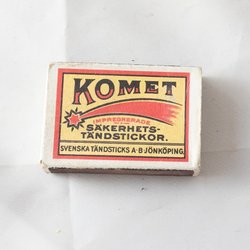 KOMET
IMPREGNERADE
SÄKERHETS-
TÄNDSTICKOR.
SVENSKA TÄNDSTICKS A-B JÖNKÖPING.